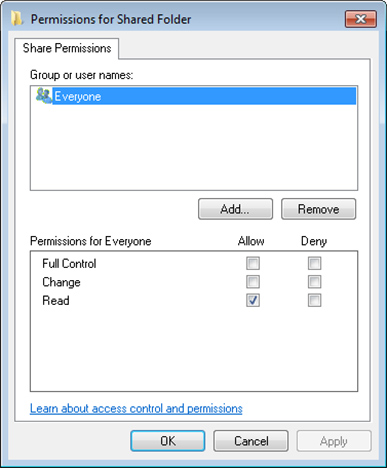 Permissions for Shared Folder
Share Permissions
Group or user names:
Everyone
Add... Remove
Permissions for Everyone Allow Deny
Full Control
Change
Read
Learn about access control and permissions
OK Cancel Apply